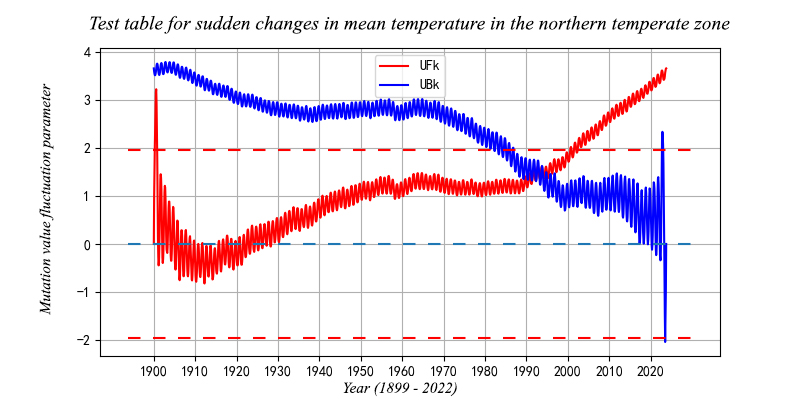 Test table for sudden changes in mean temperature in the northern temperate zone
Mutation value fluctuation parameter
4
3
2
1
0
−1
−2
UFk
UBk
1900 1910 1920 1930 1940 1950 1960 1970 1980 1990 2000 2010 2020
Year (1899 - 2022)